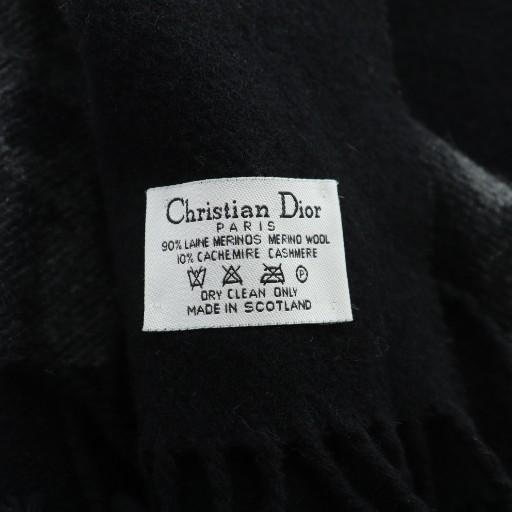 Christian Dior
PARIS
90% LAINE MERINOS MERINO WOOL
10% CACHEMIRE CASHMERE
P
DRY CLEAN ONLY
MADE IN SCOTLAND